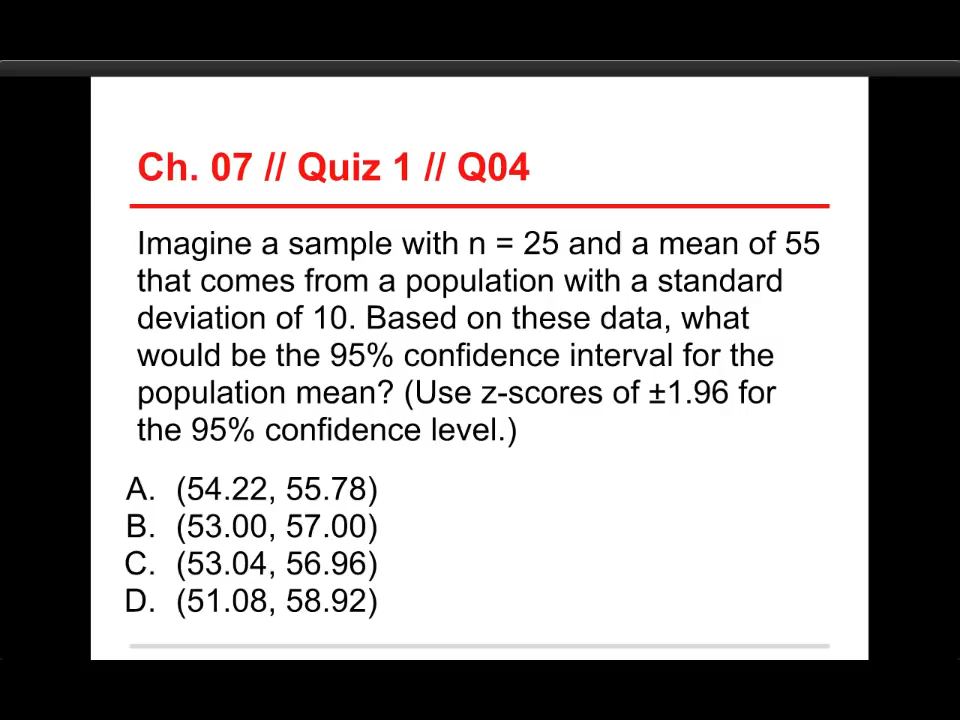 Ch. 07 // Quiz 1 // Q04
Imagine a sample with n = 25 and a mean of 55
that comes from a population with a standard
deviation of 10. Based on these data, what
would be the 95% confidence interval for the
population mean? (Use z-scores of ±1.96 for
the 95% confidence level.)
A. (54.22, 55.78)
B. (53.00, 57.00)
C. (53.04, 56.96)
D. (51.08, 58.92)